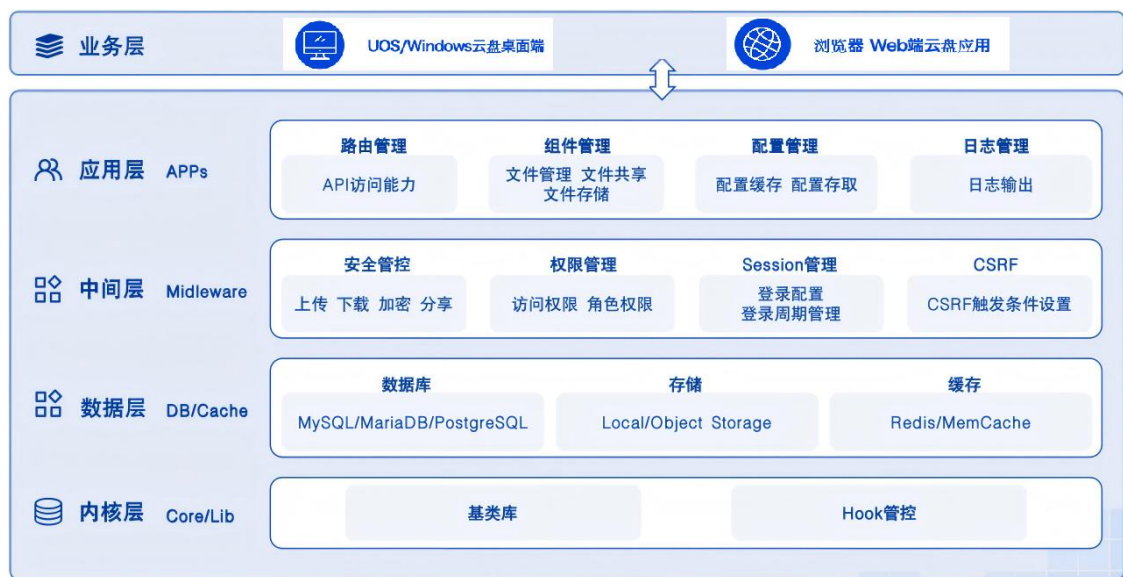 业务层
UOS/Windows云盘桌面端
浏览器 Web端云盘应用
应用层 APPs
路由管理
API访问能力
组件管理
文件管理 文件共享
文件存储
配置管理
配置缓存 配置存取
日志管理
日志输出
中间层 Midleware
安全管控
上传 下载 加密 分享
权限管理
访问权限 角色权限
Session管理
登录配置
登录周期管理
CSRF
CSRF触发条件设置
数据层 DB/Cache
数据库
MySQL/MariaDB/PostgreSQL
存储
Local/Object Storage
缓存
Redis/MemCache
内核层 Core/Lib
基类库
Hook管控